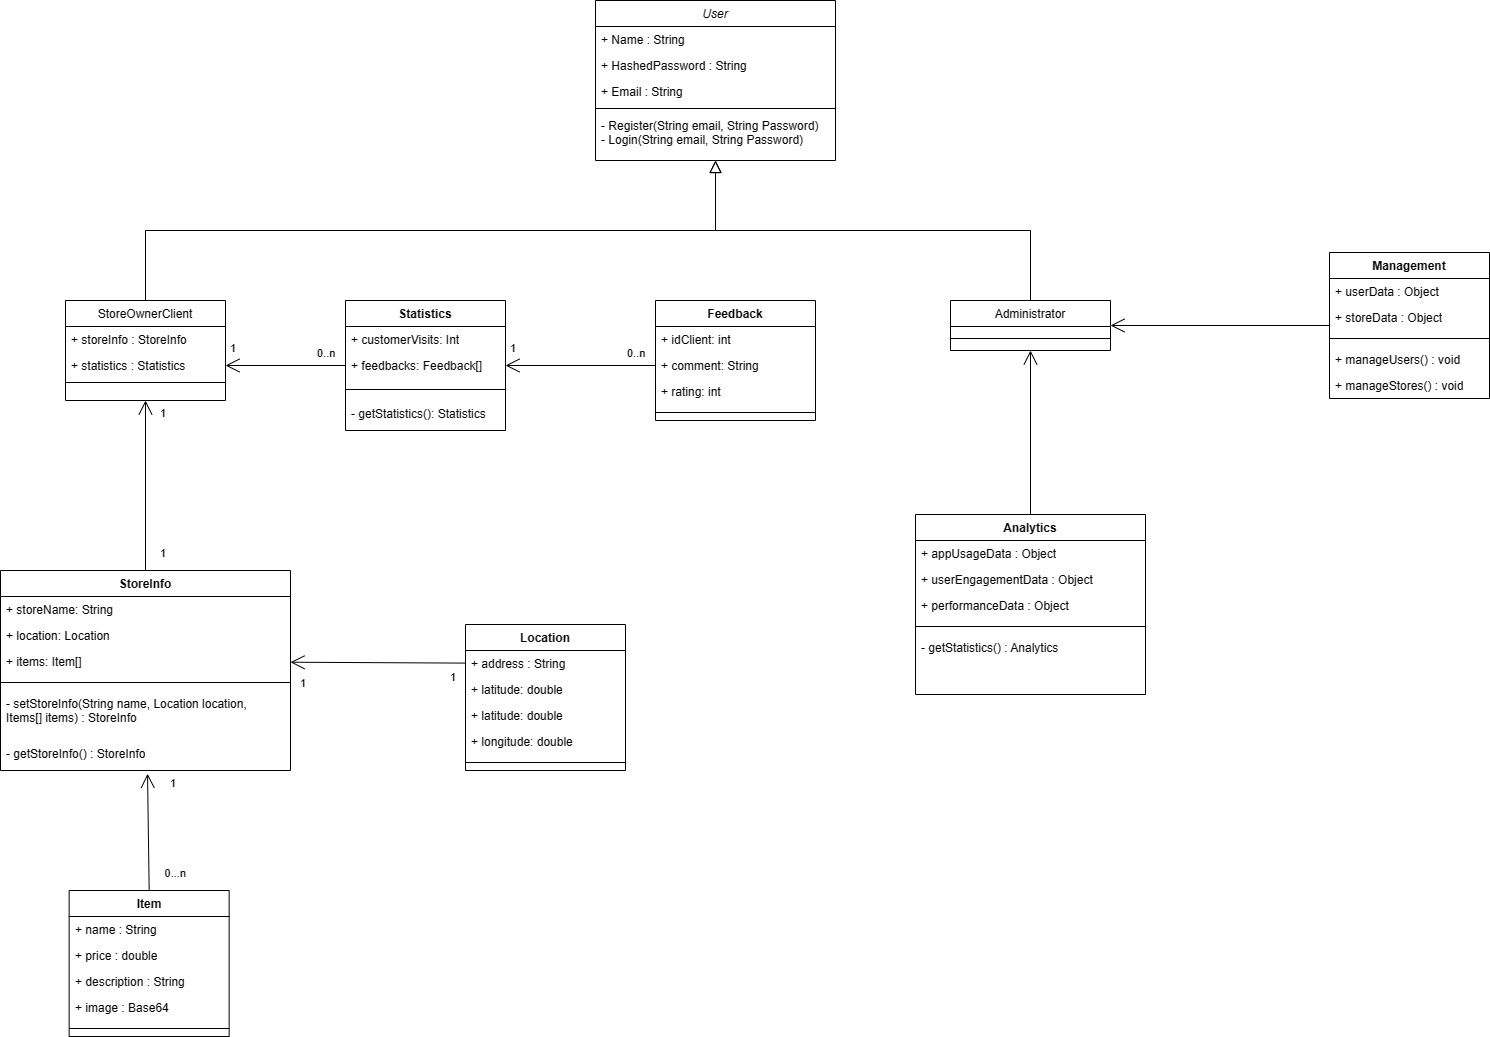 User
+ Name : String
+ HashedPassword : String
+ Email : String
- Register(String email, String Password)
- Login(String email, String Password)
StoreOwnerClient
+ storeInfo : StoreInfo
+ statistics : Statistics
1
0..n
Statistics
+ customerVisits: Int
+ feedbacks: Feedback[]
- getStatistics(): Statistics
1
0..n
Feedback
+ idClient: int
+ comment: String
+ rating: int
Administrator
Management
+ userData : Object
+ storeData : Object
+ manageUsers() : void
+ manageStores() : void
1
1
StoreInfo
+ storeName: String
+ location: Location
+ items: Item[]
- setStoreInfo(String name, Location location,
Items[] items) : StoreInfo
- getStoreInfo() : StoreInfo
1
1
Location
+ address : String
+ latitude: double
+ latitude: double
+ longitude: double
Analytics
+ appUsageData : Object
+ userEngagementData : Object
+ performanceData : Object
- getStatistics() : Analytics
1
0...n
Item
+ name : String
+ price : double
+ description : String
+ image : Base64